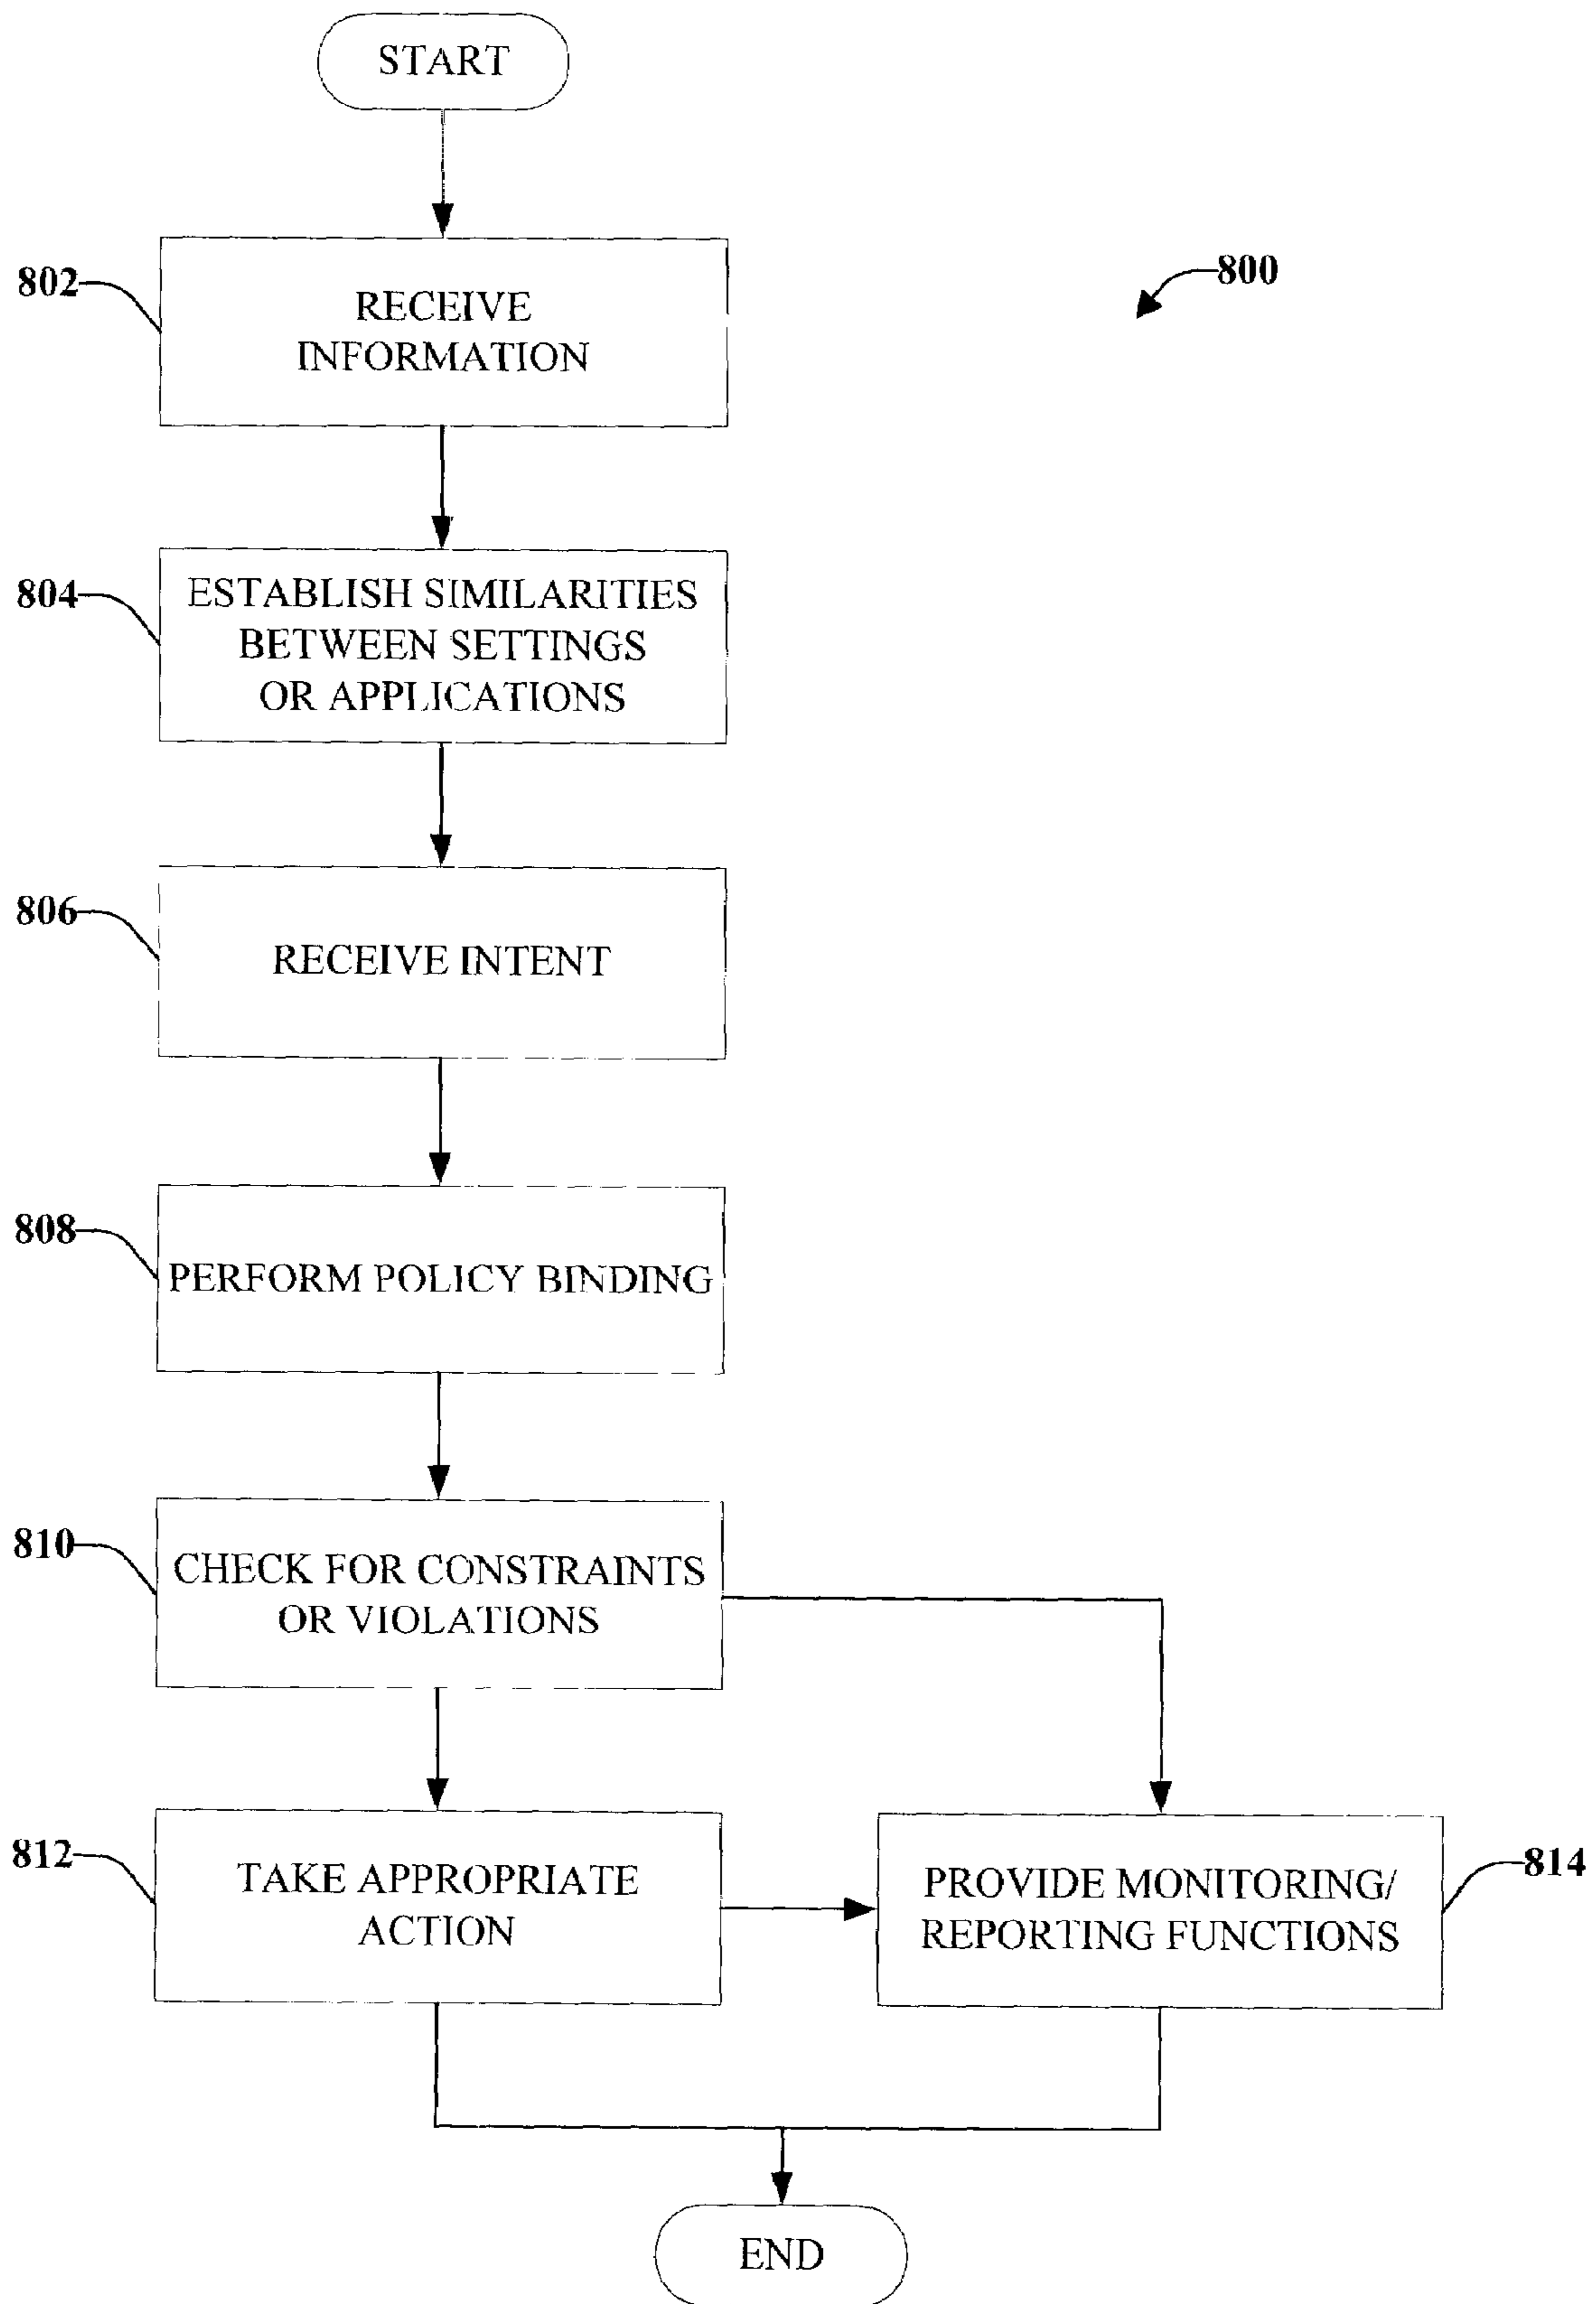 START
800
802
RECEIVE
INFORMATION
804
ESTABLISH SIMILARITIES
BETWEEN SETTINGS
OR APPLICATIONS
806
RECEIVE INTENT
808
PERFORM POLICY BINDING
810
CHECK FOR CONSTRAINTS
OR VIOLATIONS
812
TAKE APPROPRIATE
ACTION
814
PROVIDE MONITORING/
REPORTING FUNCTIONS
END